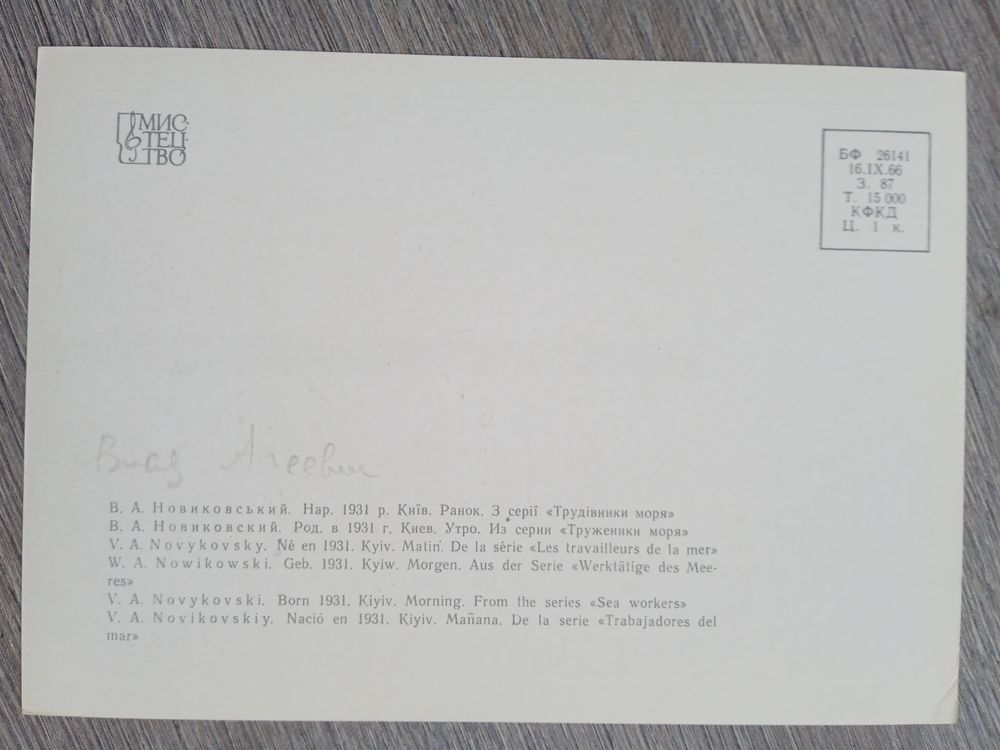 МИС-
ТЕЦ-
ТВО
БФ 26141
16.IX.66
З. 87
Т. 15 000
КФКД
Ц. 1 к.
Влад Агеевич
В. А. Новиковський. Нар. 1931 р. Київ. Ранок. З серії «Трудівники моря»
В. А. Новиковский. Род. в 1931 г. Киев. Утро. Из серии «Труженики моря»
V. A. Novykovsky. Né en 1931. Kyiv. Matin. De la série «Les travailleurs de la mer»
W. A. Nowikowski. Geb. 1931. Kyiw. Morgen. Aus der Serie «Werktätige des Mee-
res»
V. A. Novykovski. Born 1931. Kiyiv. Morning. From the series «Sea workers»
V. A. Novikovskiy. Nació en 1931. Kiyiv. Mañana. De la serie «Trabajadores del
mar»